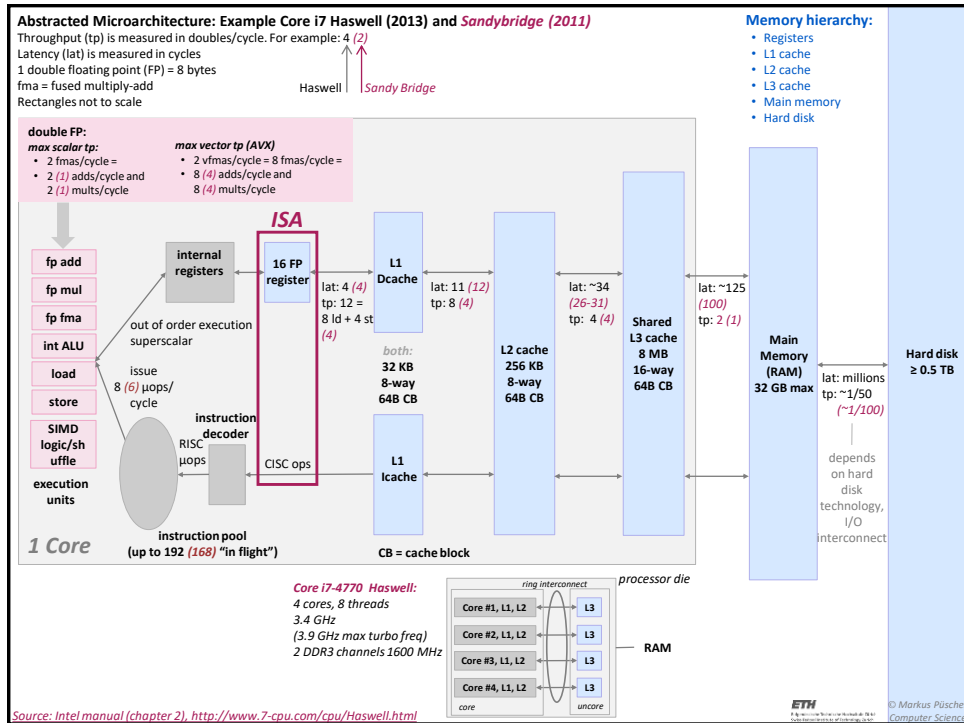 Abstracted Microarchitecture: Example Core i7 Haswell (2013) and Sandybridge (2011)
Throughput (tp) is measured in doubles/cycle. For example: 4 (2)
Latency (lat) is measured in cycles
1 double floating point (FP) = 8 bytes
fma = fused multiply-add
Rectangles not to scale
Haswell
Sandy Bridge
Memory hierarchy:
• Registers
• L1 cache
• L2 cache
• L3 cache
• Main memory
• Hard disk
double FP:
max scalar tp:
• 2 fmas/cycle =
• 2 (1) adds/cycle and
2 (1) mults/cycle
max vector tp (AVX)
• 2 vfmas/cycle = 8 fmas/cycle =
• 8 (4) adds/cycle and
8 (4) mults/cycle
ISA
fp add
fp mul
fp fma
int ALU
load
store
SIMD
logic/sh
uffle
execution
units
internal
registers
16 FP
register
out of order execution
superscalar
issue
8 (6) µops/
cycle
lat: 4 (4)
tp: 12 =
8 ld + 4 st
(4)
L1
Dcache
both:
32 KB
8-way
64B CB
L1
Icache
lat: 11 (12)
tp: 8 (4)
L2 cache
256 KB
8-way
64B CB
lat: ~34
(26-31)
tp: 4 (4)
Shared
L3 cache
8 MB
16-way
64B CB
lat: ~125
(100)
tp: 2 (1)
Main
Memory
(RAM)
32 GB max
lat: millions
tp: ~1/50
(~1/100)
depends
on hard
disk
technology,
I/O
interconnect
Hard disk
≥ 0.5 TB
instruction
decoder
RISC
µops
CISC ops
instruction pool
(up to 192 (168) “in flight”)
1 Core
CB = cache block
Core i7-4770 Haswell:
4 cores, 8 threads
3.4 GHz
(3.9 GHz max turbo freq)
2 DDR3 channels 1600 MHz
ring interconnect
processor die
Core #1, L1, L2
L3
Core #2, L1, L2
L3
Core #3, L1, L2
L3
Core #4, L1, L2
L3
core
uncore
RAM
Source: Intel manual (chapter 2), http://www.7-cpu.com/cpu/Haswell.html
ETH
Eidgenössische Technische Hochschule Zürich
Swiss Federal Institute of Technology Zurich
© Markus Püsche
Computer Science